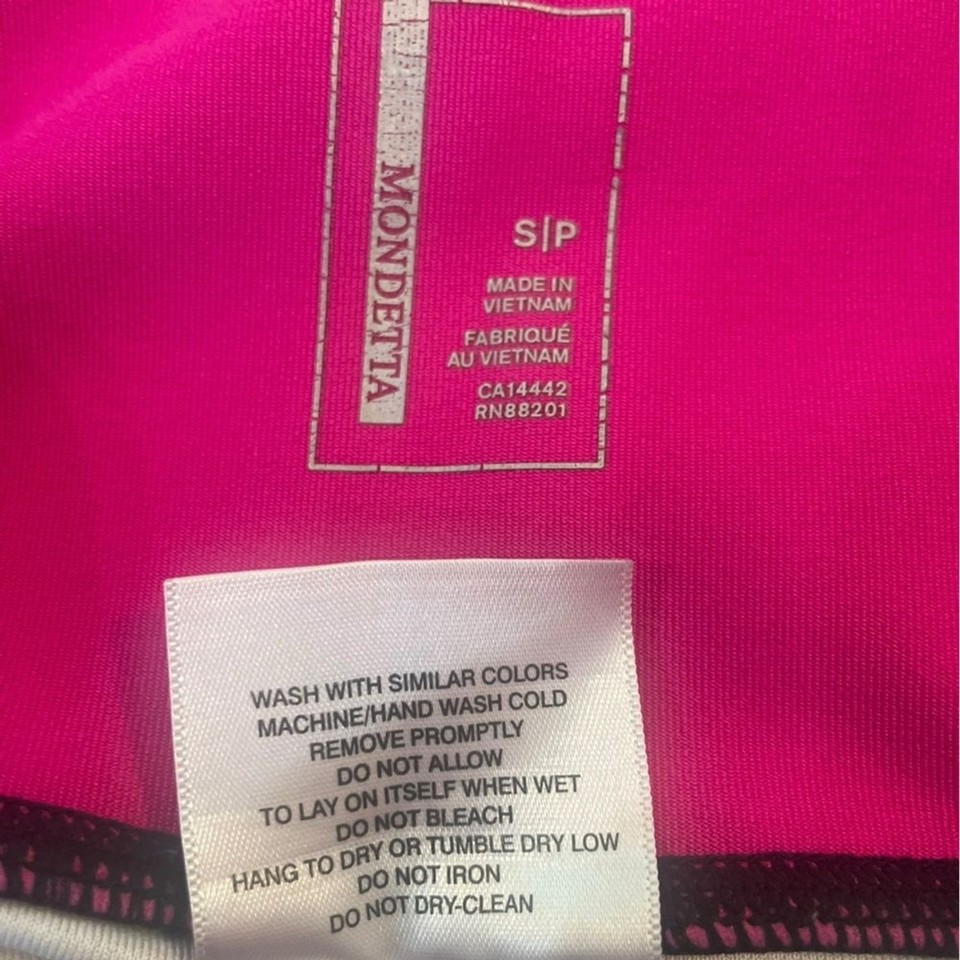 MONDETTA
S|P
MADE IN
VIETNAM
FABRIQUÉ
AU VIETNAM
CA14442
RN88201
WASH WITH SIMILAR COLORS
MACHINE/HAND WASH COLD
REMOVE PROMPTLY
DO NOT ALLOW
TO LAY ON ITSELF WHEN WET
DO NOT BLEACH
HANG TO DRY OR TUMBLE DRY LOW
DO NOT IRON
DO NOT DRY-CLEAN